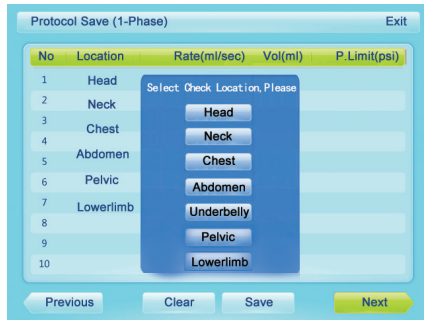 Protocol Save (1-Phase) Exit
No Location Rate(ml/sec) Vol(ml) P.Limit(psi)
Select Check Location, Please
1 Head
2 Neck
3 Chest
4
5 Abdomen
6 Pelvic
7 Lowerlimb
8
9
10
Head
Neck
Chest
Abdomen
Underbelly
Pelvic
Lowerlimb
Previous Clear Save Next